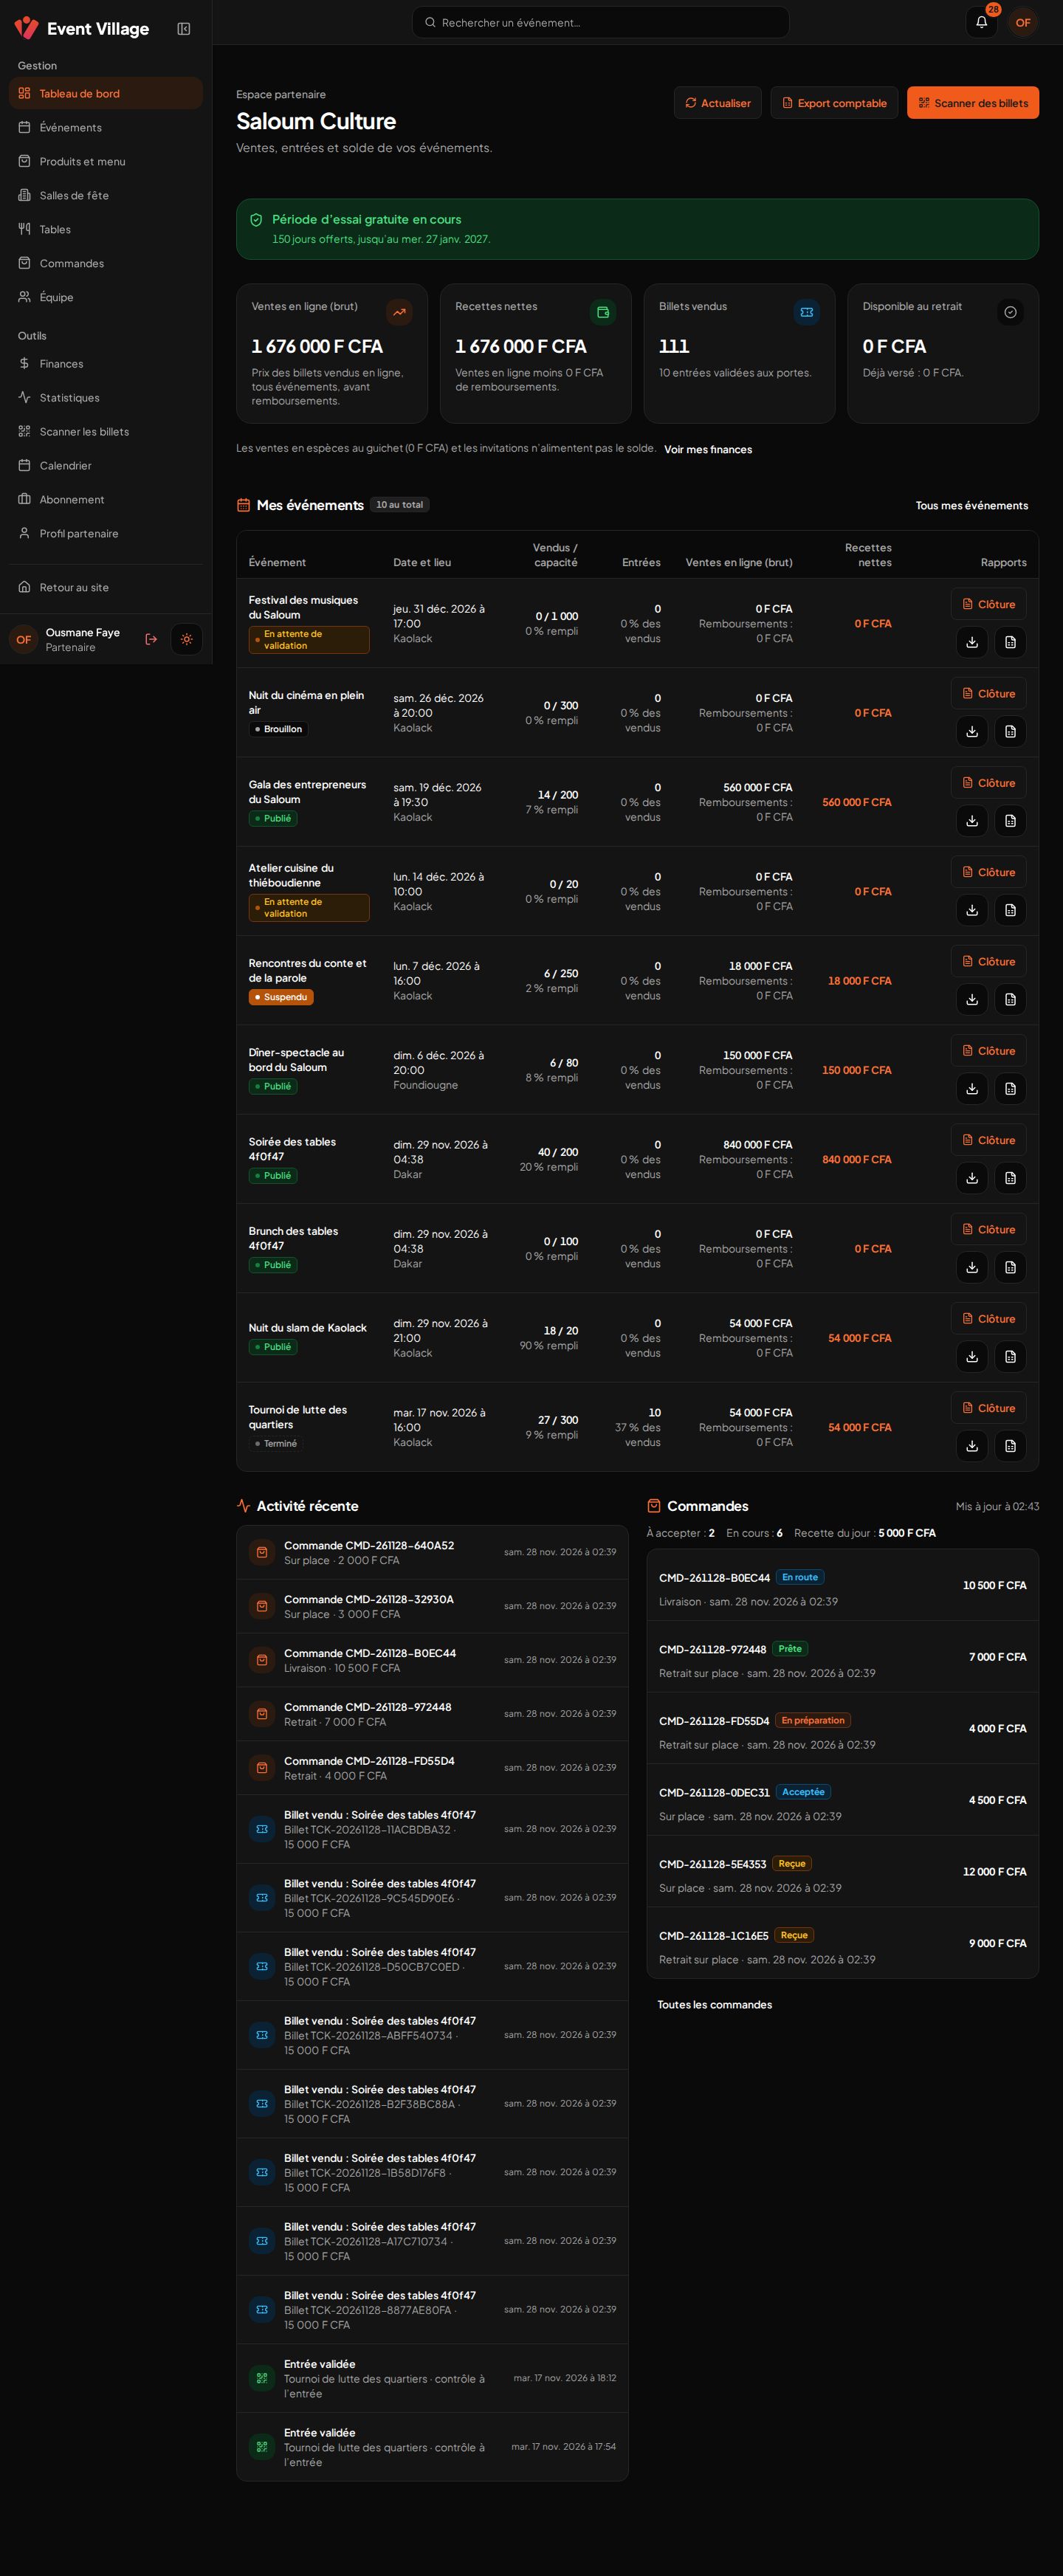 Event Village
Gestion
Tableau de bord
Événements
Produits et menu
Salles de fête
Tables
Commandes
Équipe
Outils
Finances
Statistiques
Scanner les billets
Calendrier
Abonnement
Profil partenaire
Retour au site
OF
Ousmane Faye
Partenaire
Rechercher un événement...
28
OF
Espace partenaire
Saloum Culture
Ventes, entrées et solde de vos événements.
Actualiser
Export comptable
Scanner des billets
Période d'essai gratuite en cours
150 jours offerts, jusqu'au mer. 27 janv. 2027.
Ventes en ligne (brut)
1 676 000 F CFA
Prix des billets vendus en ligne,
tous événements, avant
remboursements.
Recettes nettes
1 676 000 F CFA
Ventes en ligne moins 0 F CFA
de remboursements.
Billets vendus
111
10 entrées validées aux portes.
Disponible au retrait
0 F CFA
Déjà versé : 0 F CFA.
Les ventes en espèces au guichet (0 F CFA) et les invitations n'alimentent pas le solde.
Voir mes finances
Mes événements
10 au total
Tous mes événements
Événement
Date et lieu
Vendus /
capacité
Entrées
Ventes en ligne (brut)
Recettes
nettes
Rapports
Festival des musiques
du Saloum
En attente de
validation
jeu. 31 déc. 2026 à
17:00
Kaolack
0 / 1 000
0 % rempli
0
0 % des
vendus
0 F CFA
Remboursements :
0 F CFA
0 F CFA
Clôture
Nuit du cinéma en plein
air
Brouillon
sam. 26 déc. 2026
à 20:00
Kaolack
0 / 300
0 % rempli
0
0 % des
vendus
0 F CFA
Remboursements :
0 F CFA
0 F CFA
Clôture
Gala des entrepreneurs
du Saloum
Publié
sam. 19 déc. 2026
à 19:30
Kaolack
14 / 200
7 % rempli
0
0 % des
vendus
560 000 F CFA
Remboursements :
0 F CFA
560 000 F CFA
Clôture
Atelier cuisine du
thiéboudienne
En attente de
validation
lun. 14 déc. 2026 à
10:00
Kaolack
0 / 20
0 % rempli
0
0 % des
vendus
0 F CFA
Remboursements :
0 F CFA
0 F CFA
Clôture
Rencontres du conte et
de la parole
Suspendu
lun. 7 déc. 2026 à
16:00
Kaolack
6 / 250
2 % rempli
0
0 % des
vendus
18 000 F CFA
Remboursements :
0 F CFA
18 000 F CFA
Clôture
Dîner-spectacle au
bord du Saloum
Publié
dim. 6 déc. 2026 à
20:00
Foundiougne
6 / 80
8 % rempli
0
0 % des
vendus
150 000 F CFA
Remboursements :
0 F CFA
150 000 F CFA
Clôture
Soirée des tables
4f0f47
Publié
dim. 29 nov. 2026 à
04:38
Dakar
40 / 200
20 % rempli
0
0 % des
vendus
840 000 F CFA
Remboursements :
0 F CFA
840 000 F CFA
Clôture
Brunch des tables
4f0f47
Publié
dim. 29 nov. 2026 à
04:38
Dakar
0 / 100
0 % rempli
0
0 % des
vendus
0 F CFA
Remboursements :
0 F CFA
0 F CFA
Clôture
Nuit du slam de Kaolack
Publié
dim. 29 nov. 2026 à
21:00
Kaolack
18 / 20
90 % rempli
0
0 % des
vendus
54 000 F CFA
Remboursements :
0 F CFA
54 000 F CFA
Clôture
Tournoi de lutte des
quartiers
Terminé
mar. 17 nov. 2026 à
16:00
Kaolack
27 / 300
9 % rempli
10
37 % des
vendus
54 000 F CFA
Remboursements :
0 F CFA
54 000 F CFA
Clôture
Activité récente
Commande CMD-261128-640A52
Sur place · 2 000 F CFA
sam. 28 nov. 2026 à 02:39
Commande CMD-261128-32930A
Sur place · 3 000 F CFA
sam. 28 nov. 2026 à 02:39
Commande CMD-261128-B0EC44
Livraison · 10 500 F CFA
sam. 28 nov. 2026 à 02:39
Commande CMD-261128-972448
Retrait · 7 000 F CFA
sam. 28 nov. 2026 à 02:39
Commande CMD-261128-FD55D4
Retrait · 4 000 F CFA
sam. 28 nov. 2026 à 02:39
Billet vendu : Soirée des tables 4f0f47
Billet TCK-20261128-11ACBDBA32 ·
15 000 F CFA
sam. 28 nov. 2026 à 02:39
Billet vendu : Soirée des tables 4f0f47
Billet TCK-20261128-9C545D90E6 ·
15 000 F CFA
sam. 28 nov. 2026 à 02:39
Billet vendu : Soirée des tables 4f0f47
Billet TCK-20261128-D50CB7C0ED ·
15 000 F CFA
sam. 28 nov. 2026 à 02:39
Billet vendu : Soirée des tables 4f0f47
Billet TCK-20261128-ABFF540734 ·
15 000 F CFA
sam. 28 nov. 2026 à 02:39
Billet vendu : Soirée des tables 4f0f47
Billet TCK-20261128-B2F38BC88A ·
15 000 F CFA
sam. 28 nov. 2026 à 02:39
Billet vendu : Soirée des tables 4f0f47
Billet TCK-20261128-1B58D176F8 ·
15 000 F CFA
sam. 28 nov. 2026 à 02:39
Billet vendu : Soirée des tables 4f0f47
Billet TCK-20261128-A17C710734 ·
15 000 F CFA
sam. 28 nov. 2026 à 02:39
Billet vendu : Soirée des tables 4f0f47
Billet TCK-20261128-8877AE80FA ·
15 000 F CFA
sam. 28 nov. 2026 à 02:39
Entrée validée
Tournoi de lutte des quartiers · contrôle à
l'entrée
mar. 17 nov. 2026 à 18:12
Entrée validée
Tournoi de lutte des quartiers · contrôle à
l'entrée
mar. 17 nov. 2026 à 17:54
Commandes
Mis à jour à 02:43
À accepter : 2 En cours : 6 Recette du jour : 5 000 F CFA
CMD-261128-B0EC44
En route
Livraison · sam. 28 nov. 2026 à 02:39
10 500 F CFA
CMD-261128-972448
Prête
Retrait sur place · sam. 28 nov. 2026 à 02:39
7 000 F CFA
CMD-261128-FD55D4
En préparation
Retrait sur place · sam. 28 nov. 2026 à 02:39
4 000 F CFA
CMD-261128-0DEC31
Acceptée
Sur place · sam. 28 nov. 2026 à 02:39
4 500 F CFA
CMD-261128-5E4353
Reçue
Sur place · sam. 28 nov. 2026 à 02:39
12 000 F CFA
CMD-261128-1C16E5
Reçue
Retrait sur place · sam. 28 nov. 2026 à 02:39
9 000 F CFA
Toutes les commandes